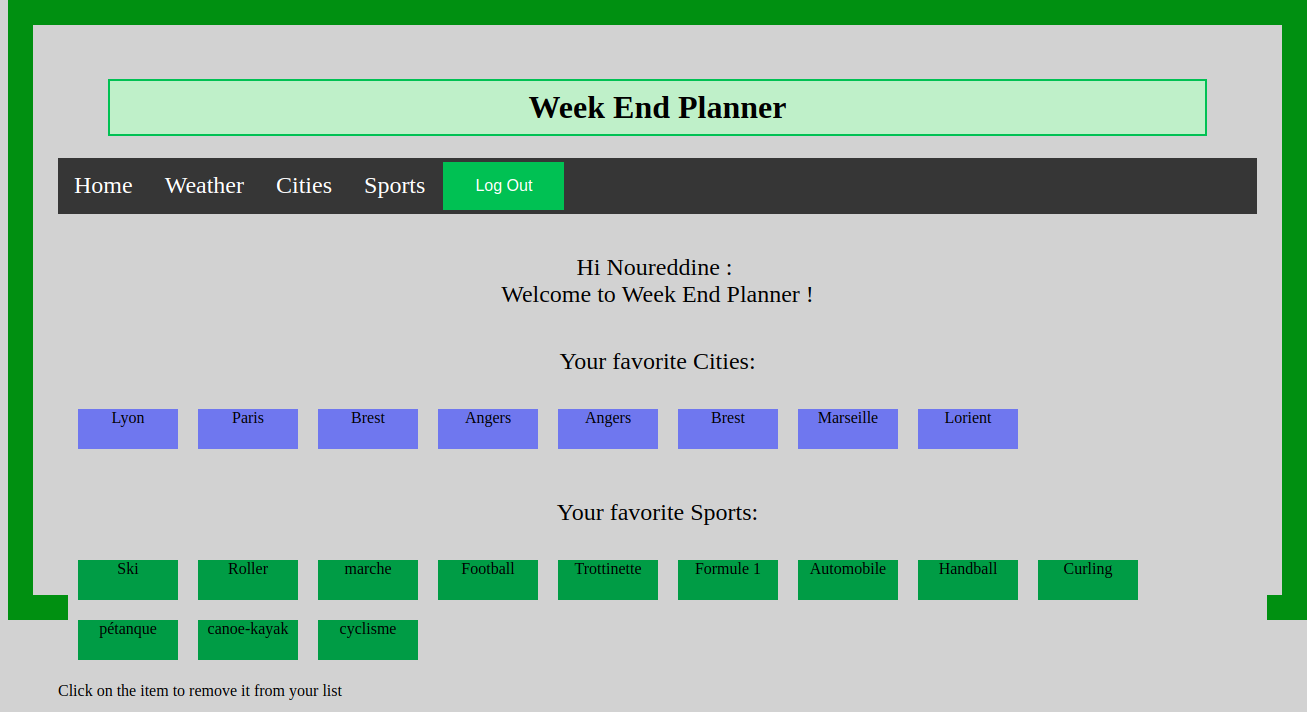 Week End Planner
Home Weather Cities Sports Log Out
Hi Noureddine :
Welcome to Week End Planner !
Your favorite Cities:
Lyon Paris Brest Angers Angers Brest Marseille Lorient
Your favorite Sports:
Ski Roller marche Football Trottinette Formule 1 Automobile Handball Curling
pétanque canoe-kayak cyclisme
Click on the item to remove it from your list